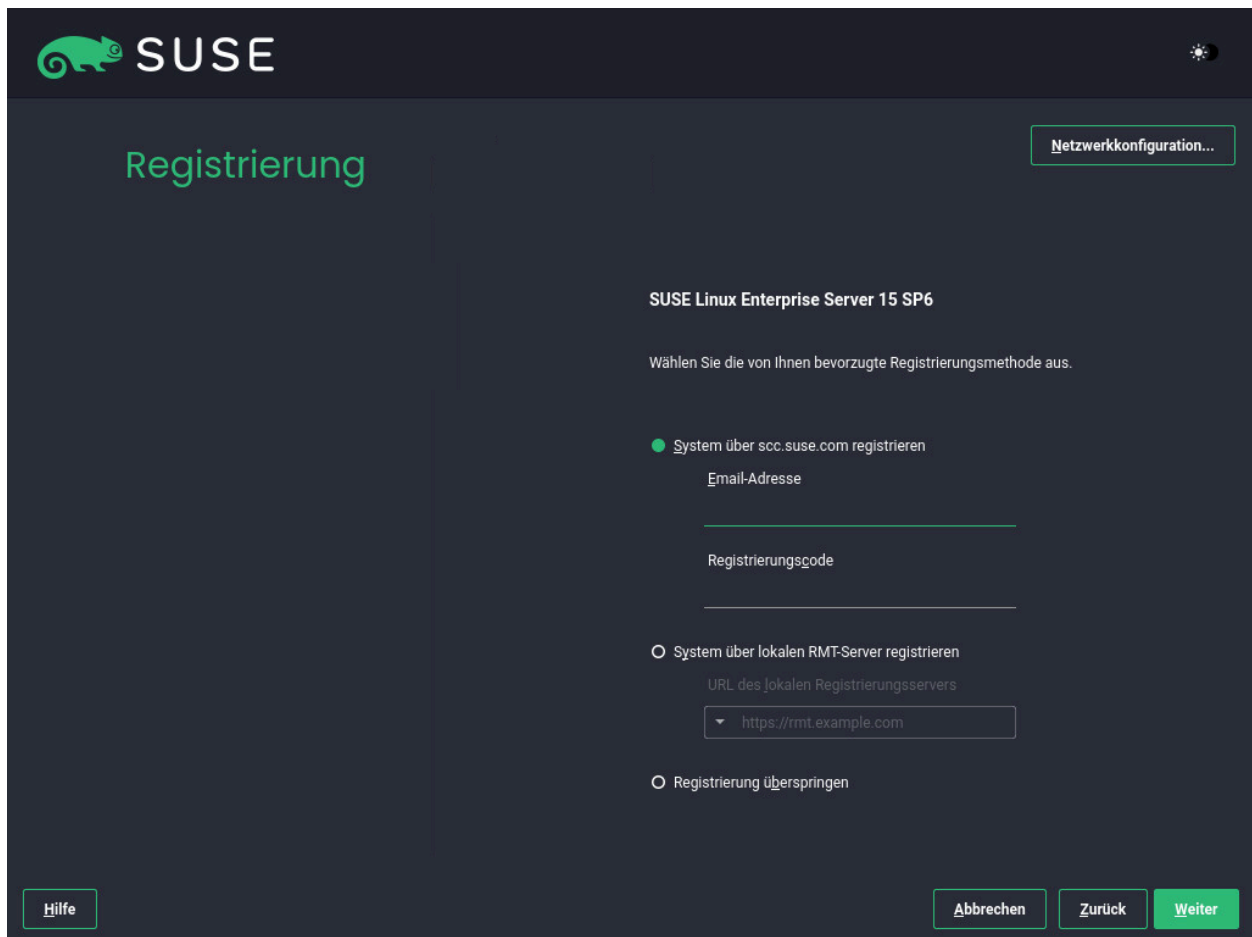 SUSE
Registrierung
Netzwerkkonfiguration...
SUSE Linux Enterprise Server 15 SP6
Wählen Sie die von Ihnen bevorzugte Registrierungsmethode aus.
System über scc.suse.com registrieren
Email-Adresse
Registrierungscode
System über lokalen RMT-Server registrieren
URL des lokalen Registrierungsservers
https://rmt.example.com
Registrierung überspringen
Hilfe
Abbrechen
Zurück
Weiter